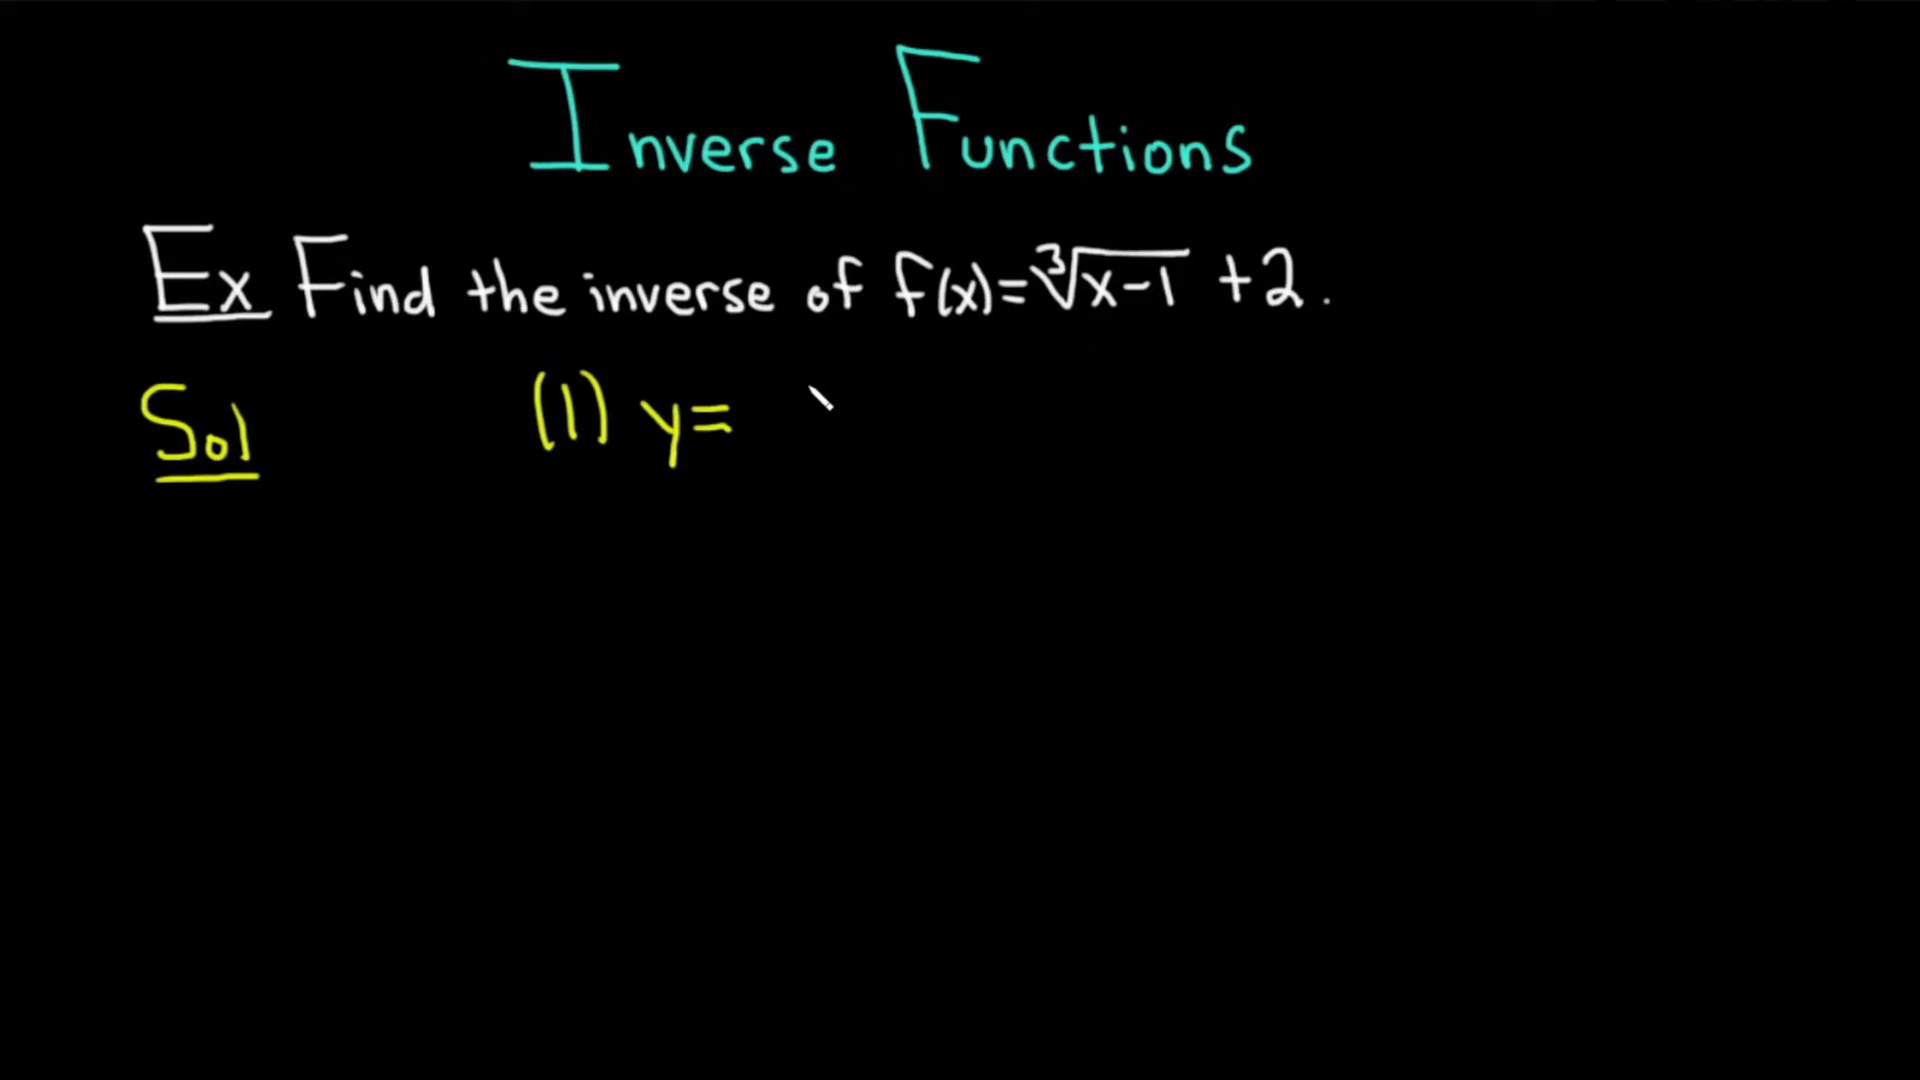 Inverse Functions
Ex Find the inverse of f(x)=∛(x-1) +2.
Sol (1) y=